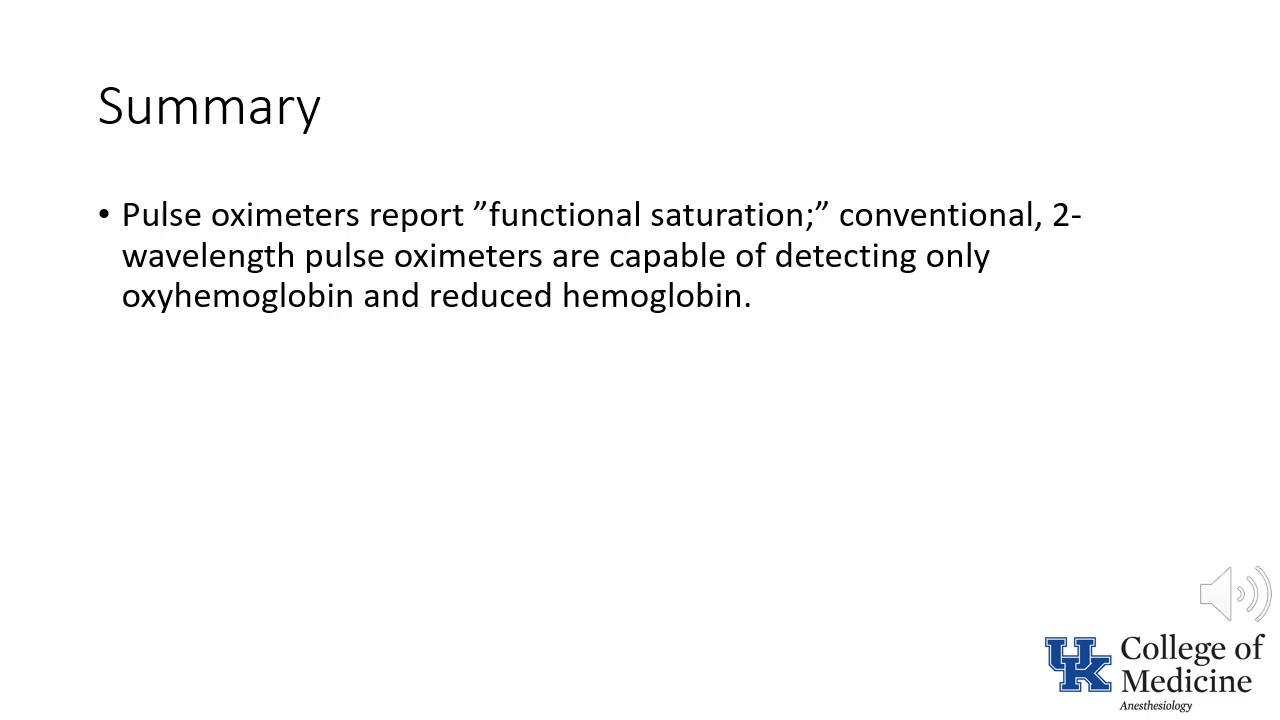 Summary
• Pulse oximeters report ”functional saturation;” conventional, 2-
wavelength pulse oximeters are capable of detecting only
oxyhemoglobin and reduced hemoglobin.
UK
College of
Medicine
Anesthesiology